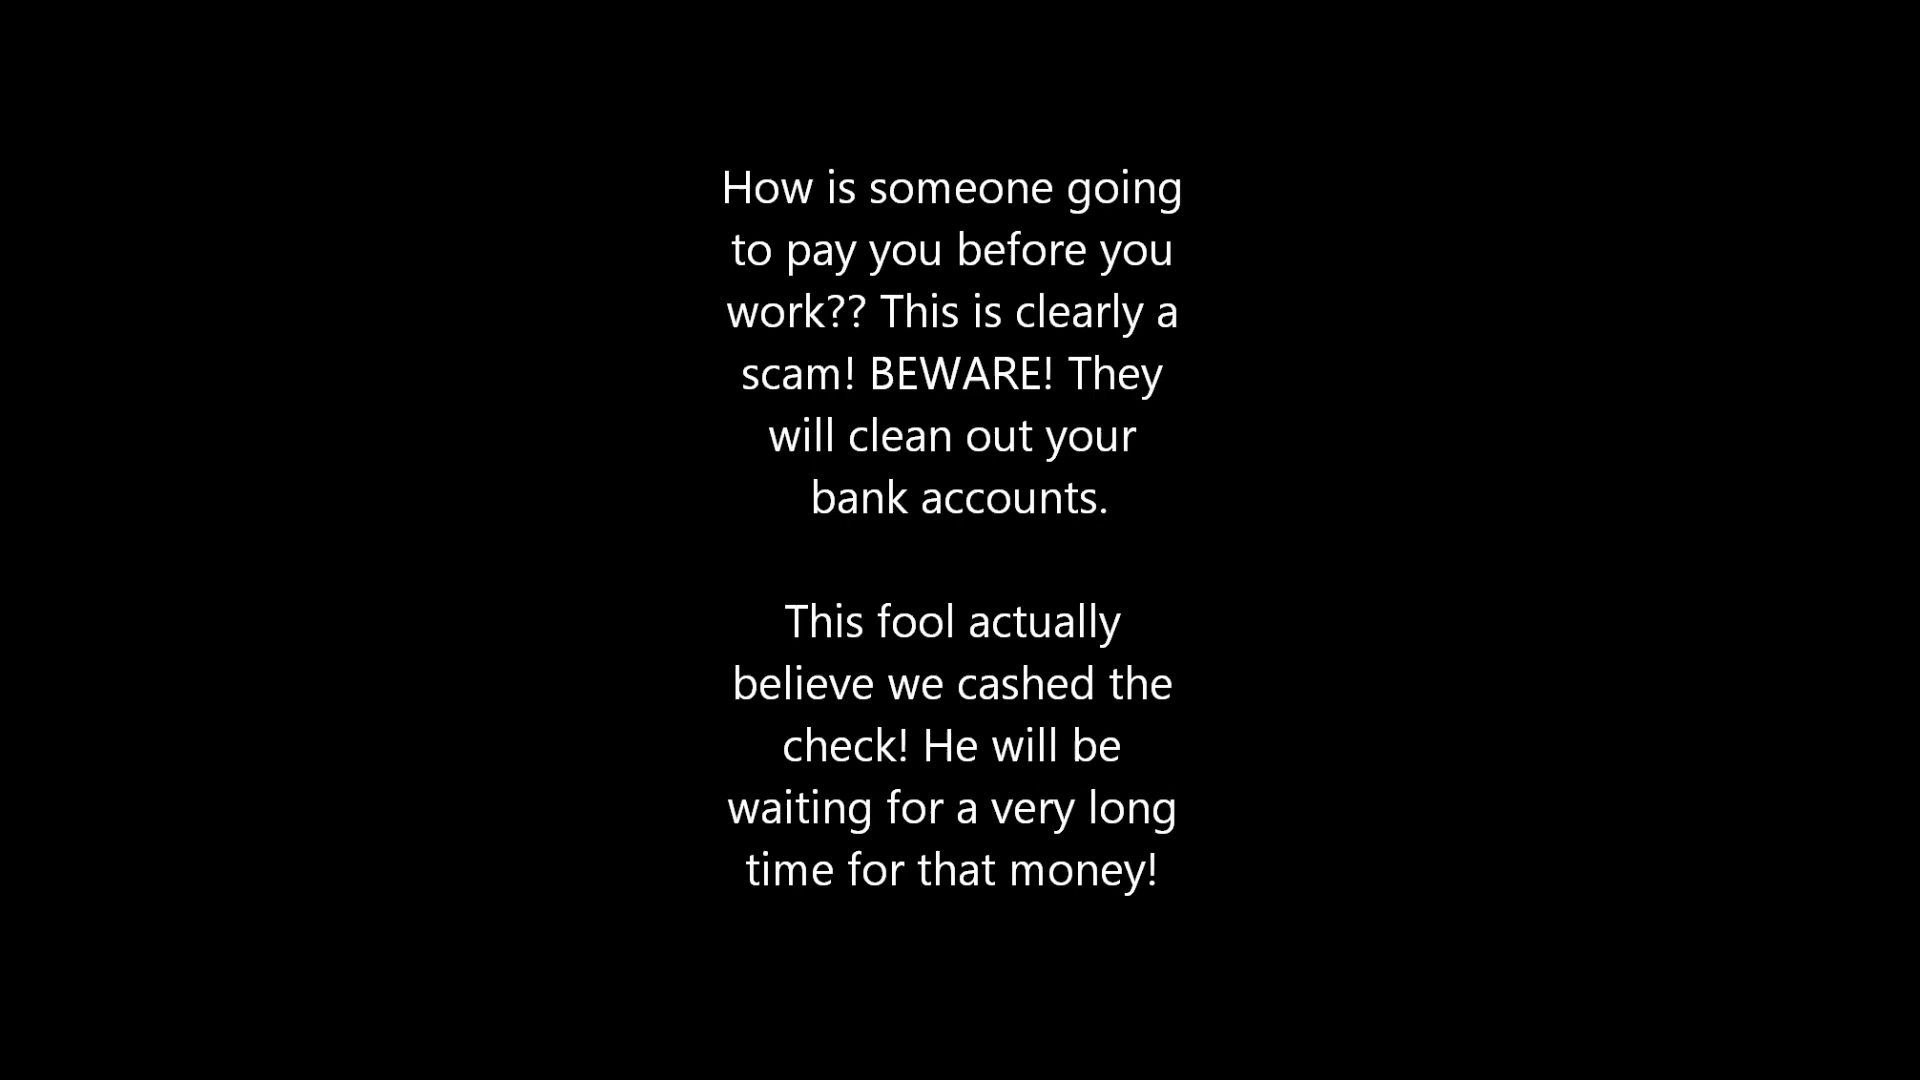 How is someone going
to pay you before you
work?? This is clearly a
scam! BEWARE! They
will clean out your
bank accounts.
This fool actually
believe we cashed the
check! He will be
waiting for a very long
time for that money!